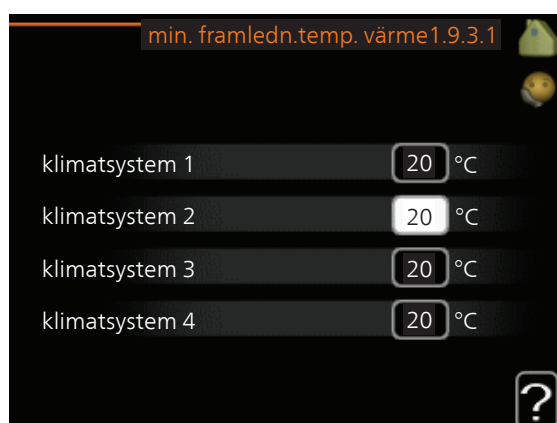 min. framledn.temp. värme1.9.3.1
klimatsystem 1 20 °C
klimatsystem 2 20 °C
klimatsystem 3 20 °C
klimatsystem 4 20 °C
?